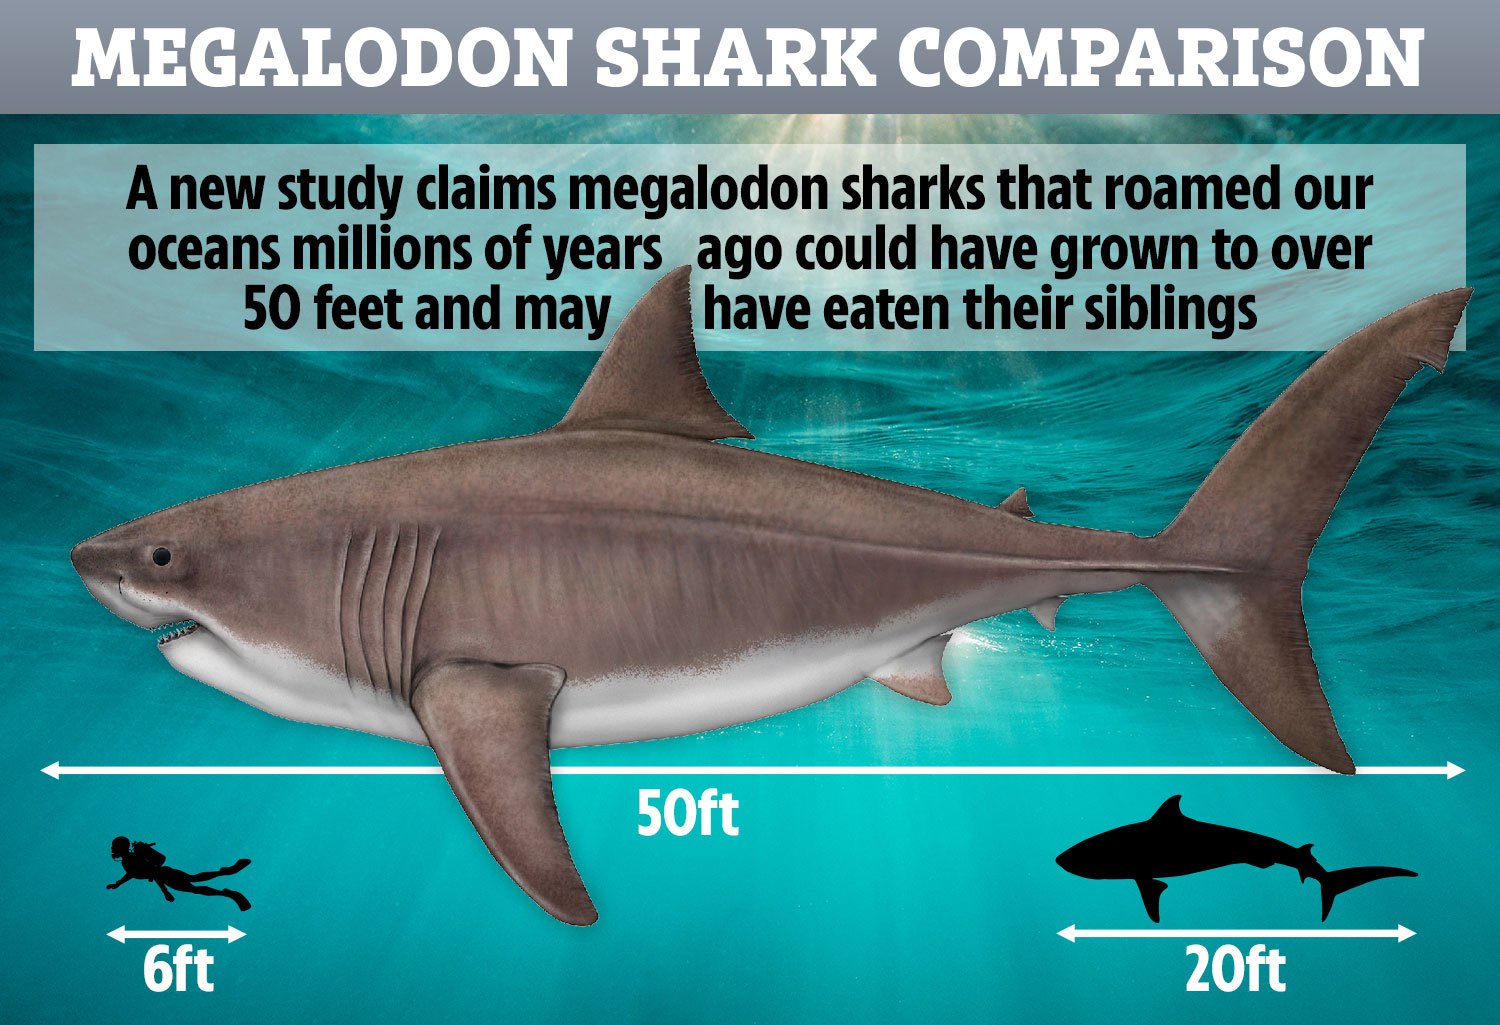 MEGALODON SHARK COMPARISON
A new study claims megalodon sharks that roamed our
oceans millions of years ago could have grown to over
50 feet and may have eaten their siblings
50ft
6ft
20ft